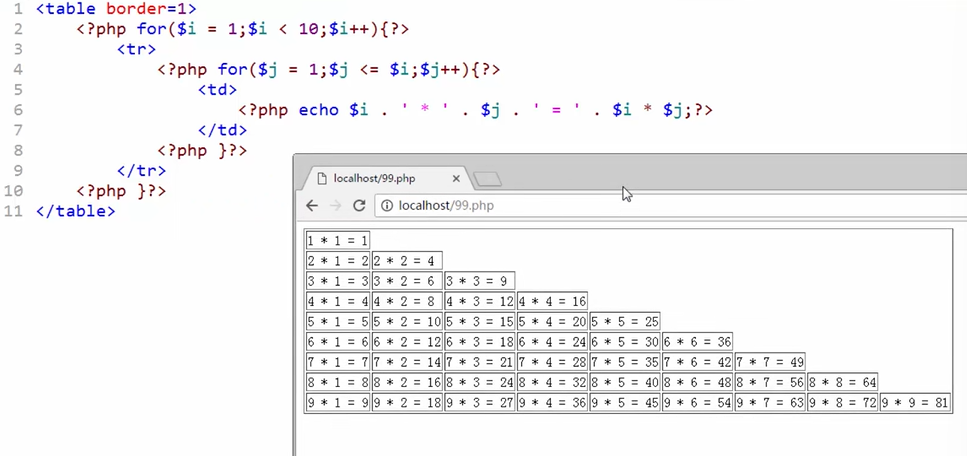 1 <table border=1>
2 <?php for($i = 1;$i < 10;$i++){?>
3 <tr>
4 <?php for($j = 1;$j <= $i;$j++){?>
5 <td>
6 <?php echo $i . ' * ' . $j . ' = ' . $i * $j;?>
7 </td>
8 <?php }?>
9 </tr>
10 <?php }?>
11 </table>
localhost/99.php
localhost/99.php
1 * 1 = 1
2 * 1 = 2 2 * 2 = 4
3 * 1 = 3 3 * 2 = 6 3 * 3 = 9
4 * 1 = 4 4 * 2 = 8 4 * 3 = 12 4 * 4 = 16
5 * 1 = 5 5 * 2 = 10 5 * 3 = 15 5 * 4 = 20 5 * 5 = 25
6 * 1 = 6 6 * 2 = 12 6 * 3 = 18 6 * 4 = 24 6 * 5 = 30 6 * 6 = 36
7 * 1 = 7 7 * 2 = 14 7 * 3 = 21 7 * 4 = 28 7 * 5 = 35 7 * 6 = 42 7 * 7 = 49
8 * 1 = 8 8 * 2 = 16 8 * 3 = 24 8 * 4 = 32 8 * 5 = 40 8 * 6 = 48 8 * 7 = 56 8 * 8 = 64
9 * 1 = 9 9 * 2 = 18 9 * 3 = 27 9 * 4 = 36 9 * 5 = 45 9 * 6 = 54 9 * 7 = 63 9 * 8 = 72 9 * 9 = 81